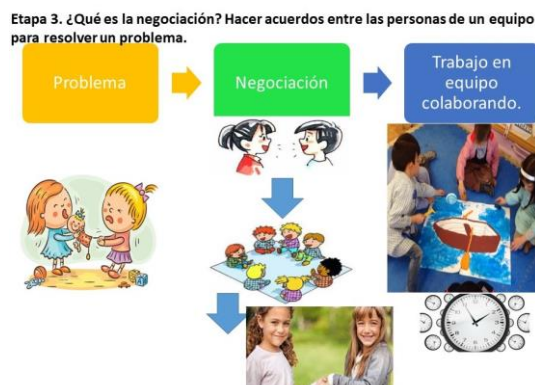 Etapa 3. ¿Qué es la negociación? Hacer acuerdos entre las personas de un equipo
para resolver un problema.
Problema
Negociación
Trabajo en
equipo
colaborando.